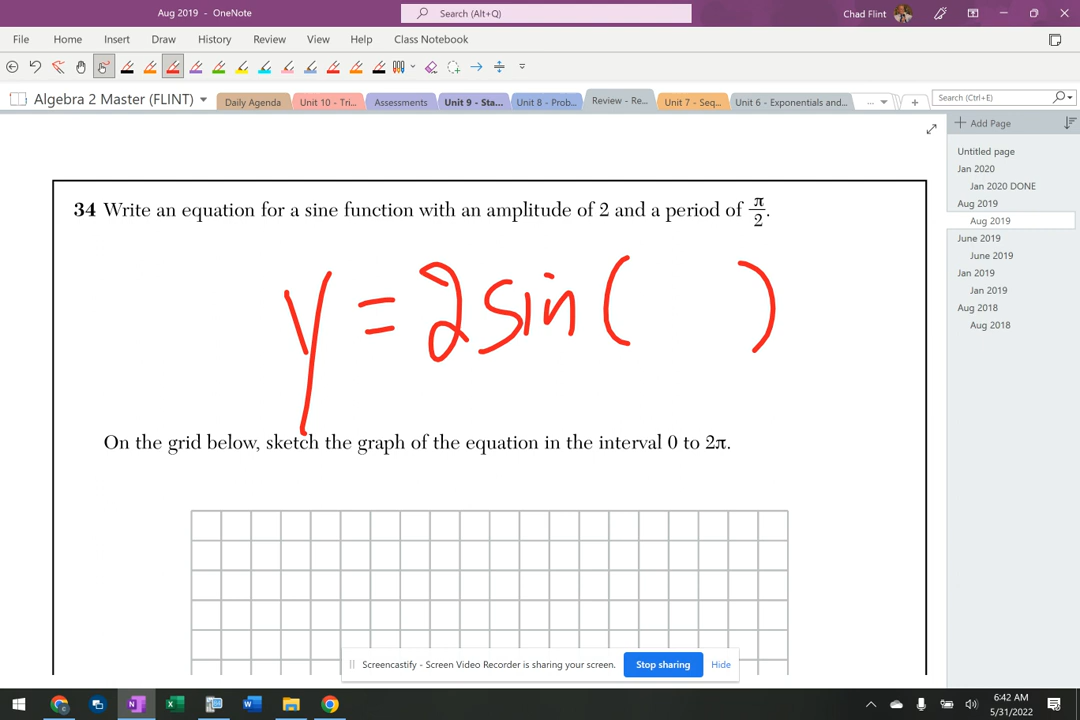 Aug 2019 - OneNote
Search (Alt+Q)
Chad Flint
File Home Insert Draw History Review View Help Class Notebook
Algebra 2 Master (FLINT)
Daily Agenda
Unit 10 - Tri...
Assessments
Unit 9 - Sta...
Unit 8 - Prob...
Review - Re...
Unit 7 - Seq...
Unit 6 - Exponentials and...
...
Search (Ctrl+E)
Add Page
Untitled page
Jan 2020
Jan 2020 DONE
Aug 2019
Aug 2019
June 2019
June 2019
Jan 2019
Jan 2019
Aug 2018
Aug 2018
34 Write an equation for a sine function with an amplitude of 2 and a period of π/2.
y = 2 sin ( )
On the grid below, sketch the graph of the equation in the interval 0 to 2π.
Screencastify - Screen Video Recorder is sharing your screen.
Stop sharing
Hide
6:42 AM
5/31/2022